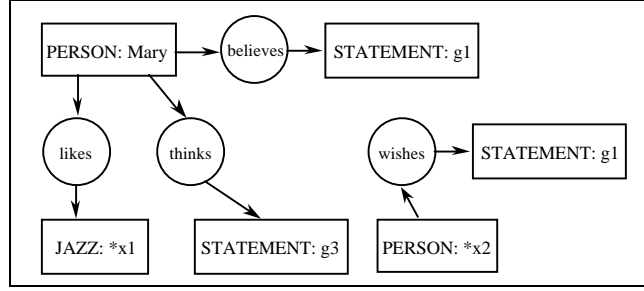 PERSON: Mary
believes
STATEMENT: g1
likes
thinks
wishes
STATEMENT: g1
JAZZ: *x1
STATEMENT: g3
PERSON: *x2